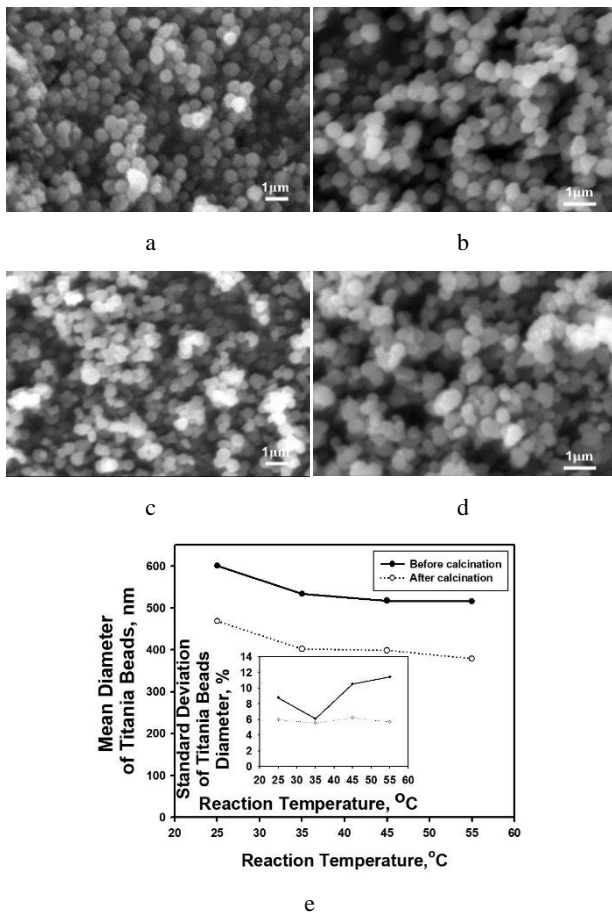 1μm
1μm
a
b
1μm
1μm
c
d
Mean Diameter
of Titania Beads, nm
600
500
400
300
200
100
0
20 25 30 35 40 45 50 55 60
Reaction Temperature,°C
Before calcination
After calcination
Standard Deviation
of Titania Beads
Diameter, %
14
12
10
8
6
4
2
0
20 25 30 35 40 45 50 55 60
Reaction Temperature, °C
e